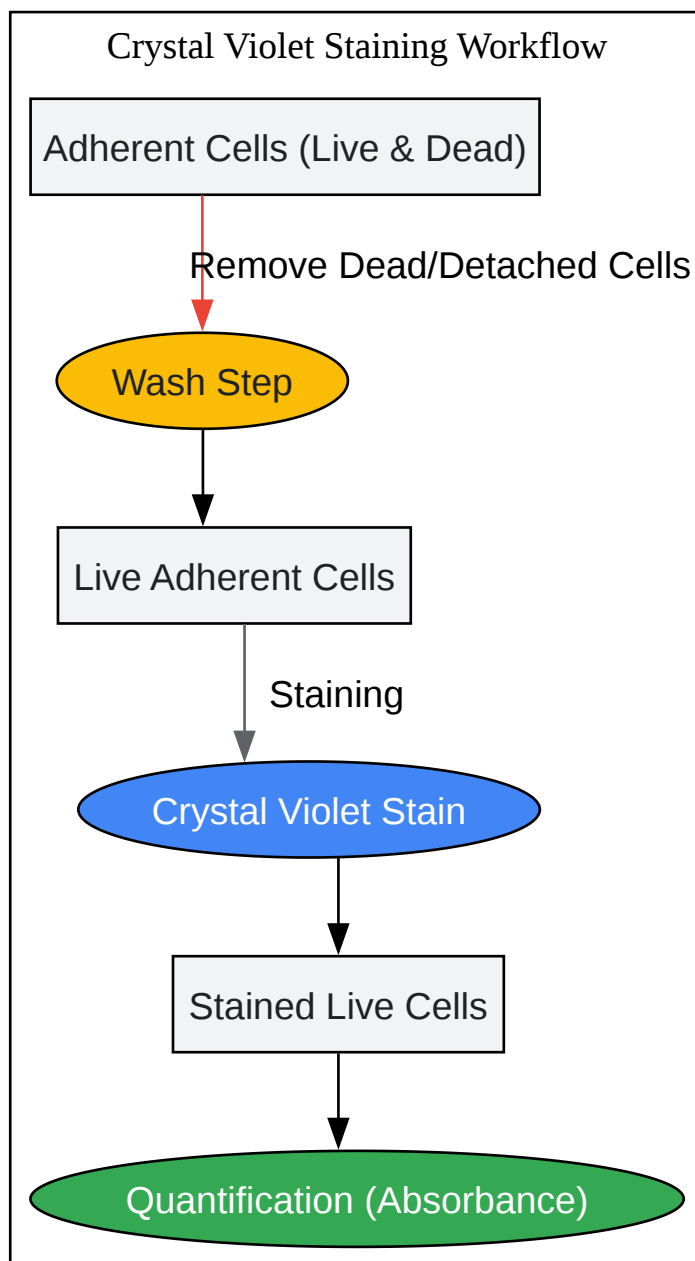 Crystal Violet Staining Workflow
Adherent Cells (Live & Dead)
Remove Dead/Detached Cells
Wash Step
Live Adherent Cells
Staining
Crystal Violet Stain
Stained Live Cells
Quantification (Absorbance)